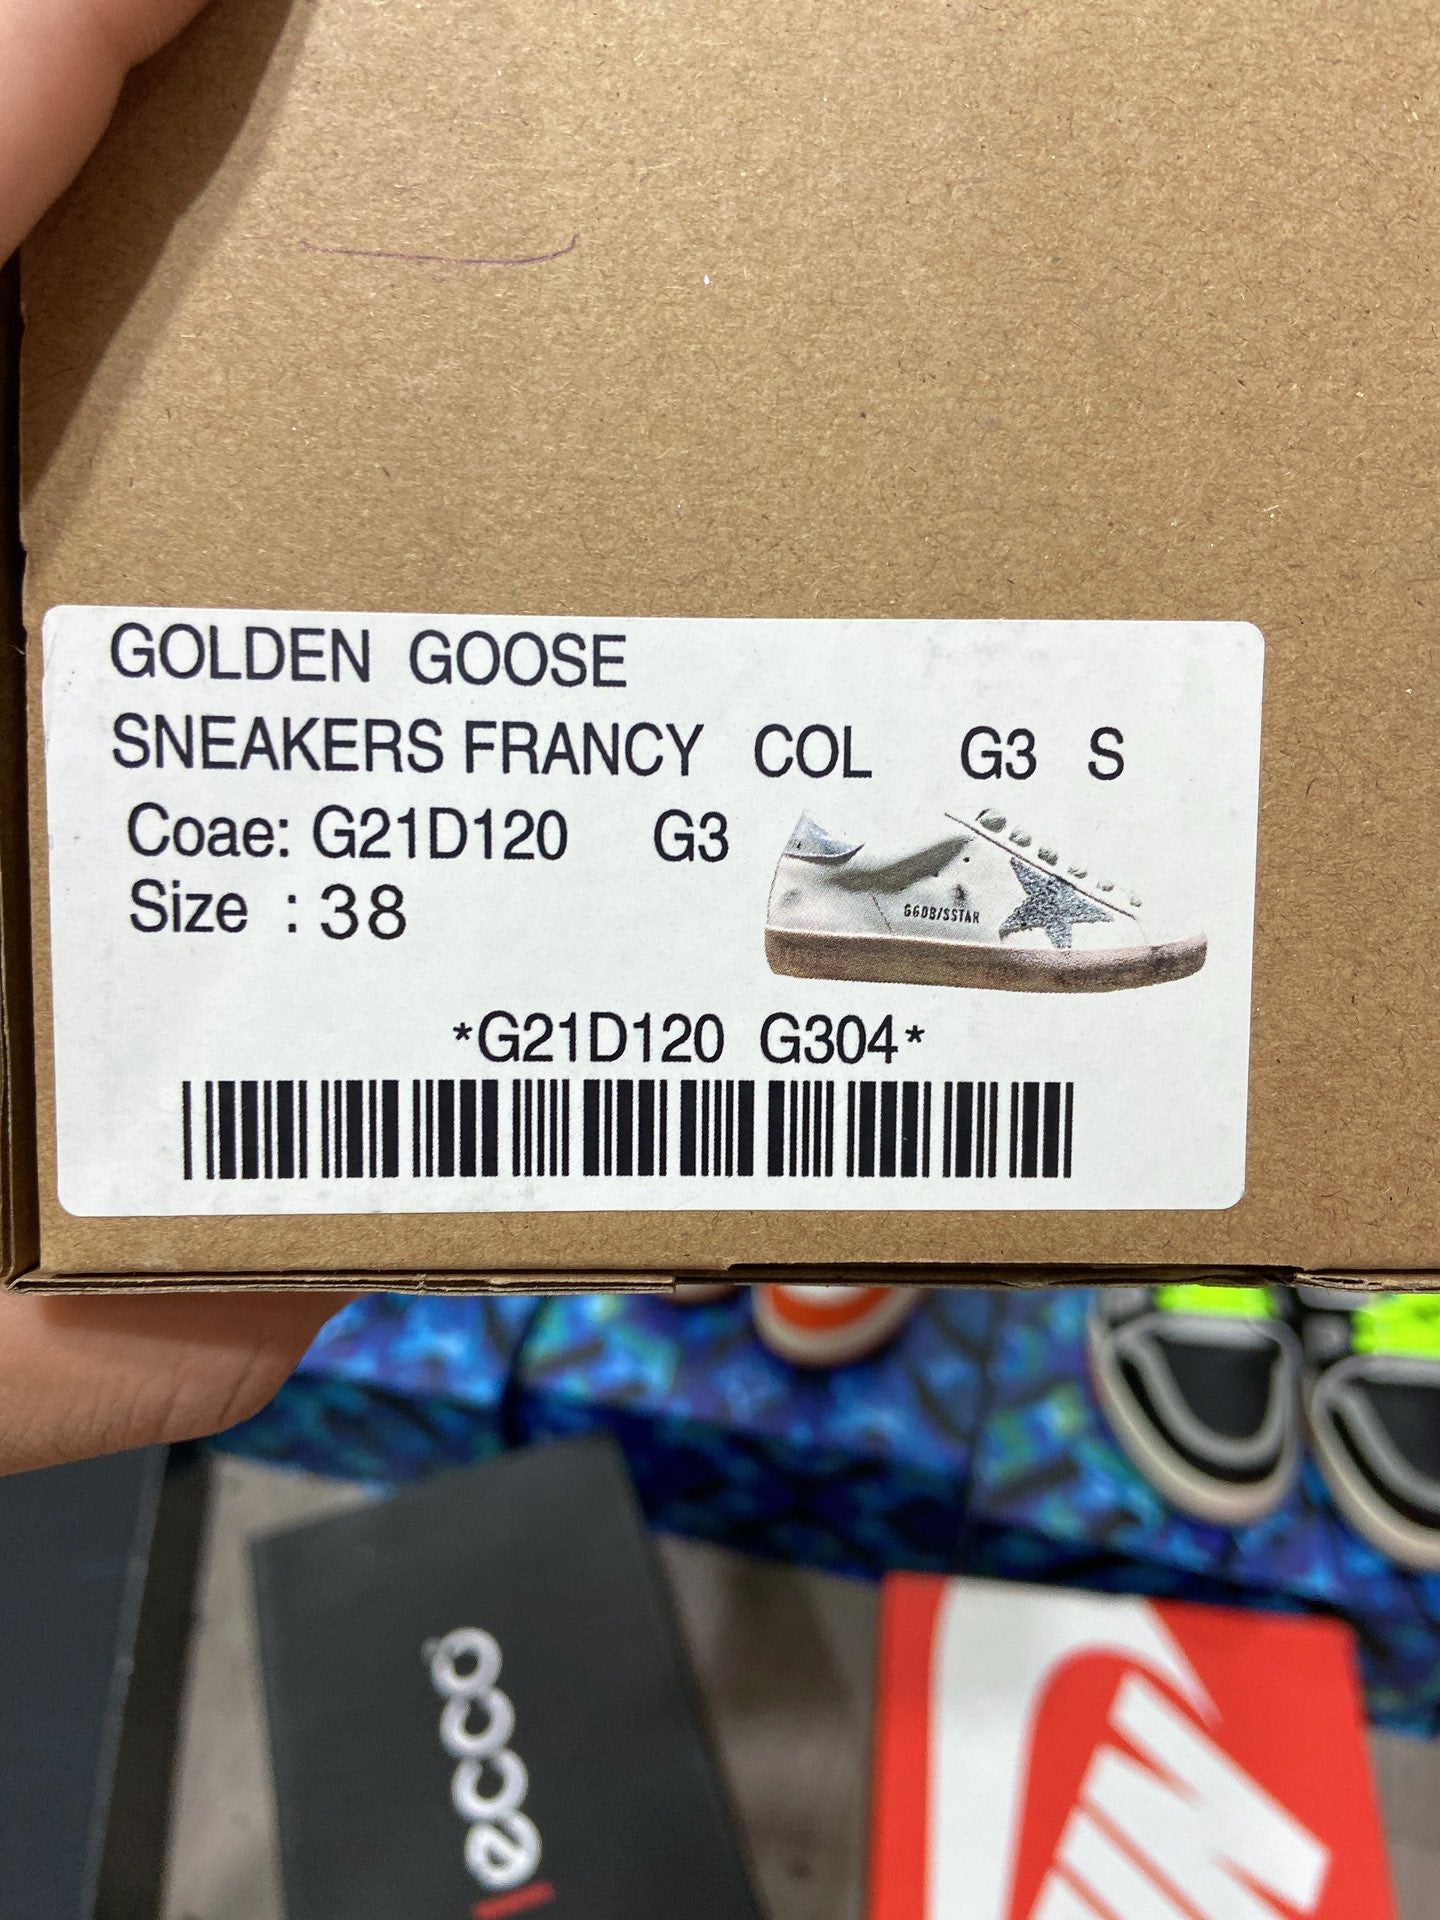 GOLDEN GOOSE
SNEAKERS FRANCY COL G3 S
Coae: G21D120 G3
Size : 38
GGDB/SSTAR
*G21D120 G304*
ecco